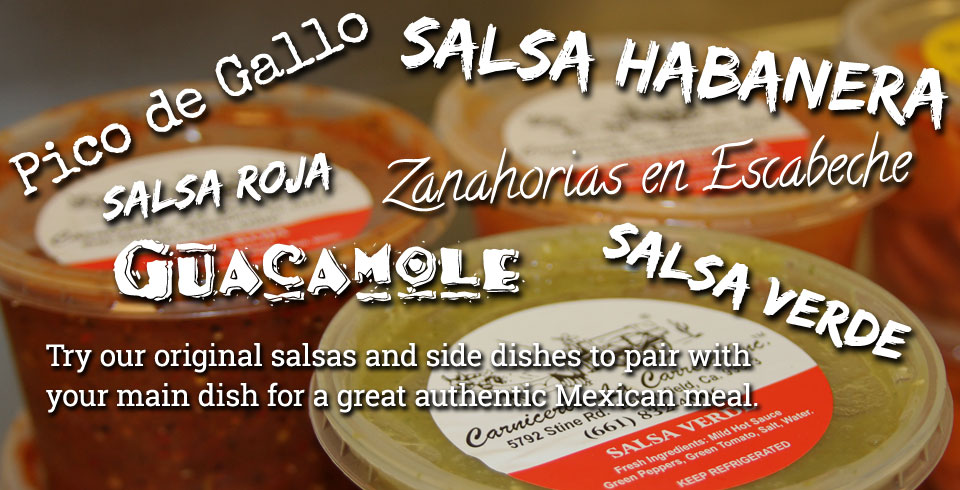 Pico de Gallo
SALSA HABANERA
SALSA ROJA
Zanahorias en Escabeche
GUACAMOLE
SALSA VERDE
Try our original salsas and side dishes to pair with
your main dish for a great authentic Mexican meal.
5792 Stine Rd.
(661)
SALSA VERDE
Fresh Ingredients: Mild Hot Sauce
Green Peppers, Green Tomato, Salt, Water.
KEEP REFRIGERATED